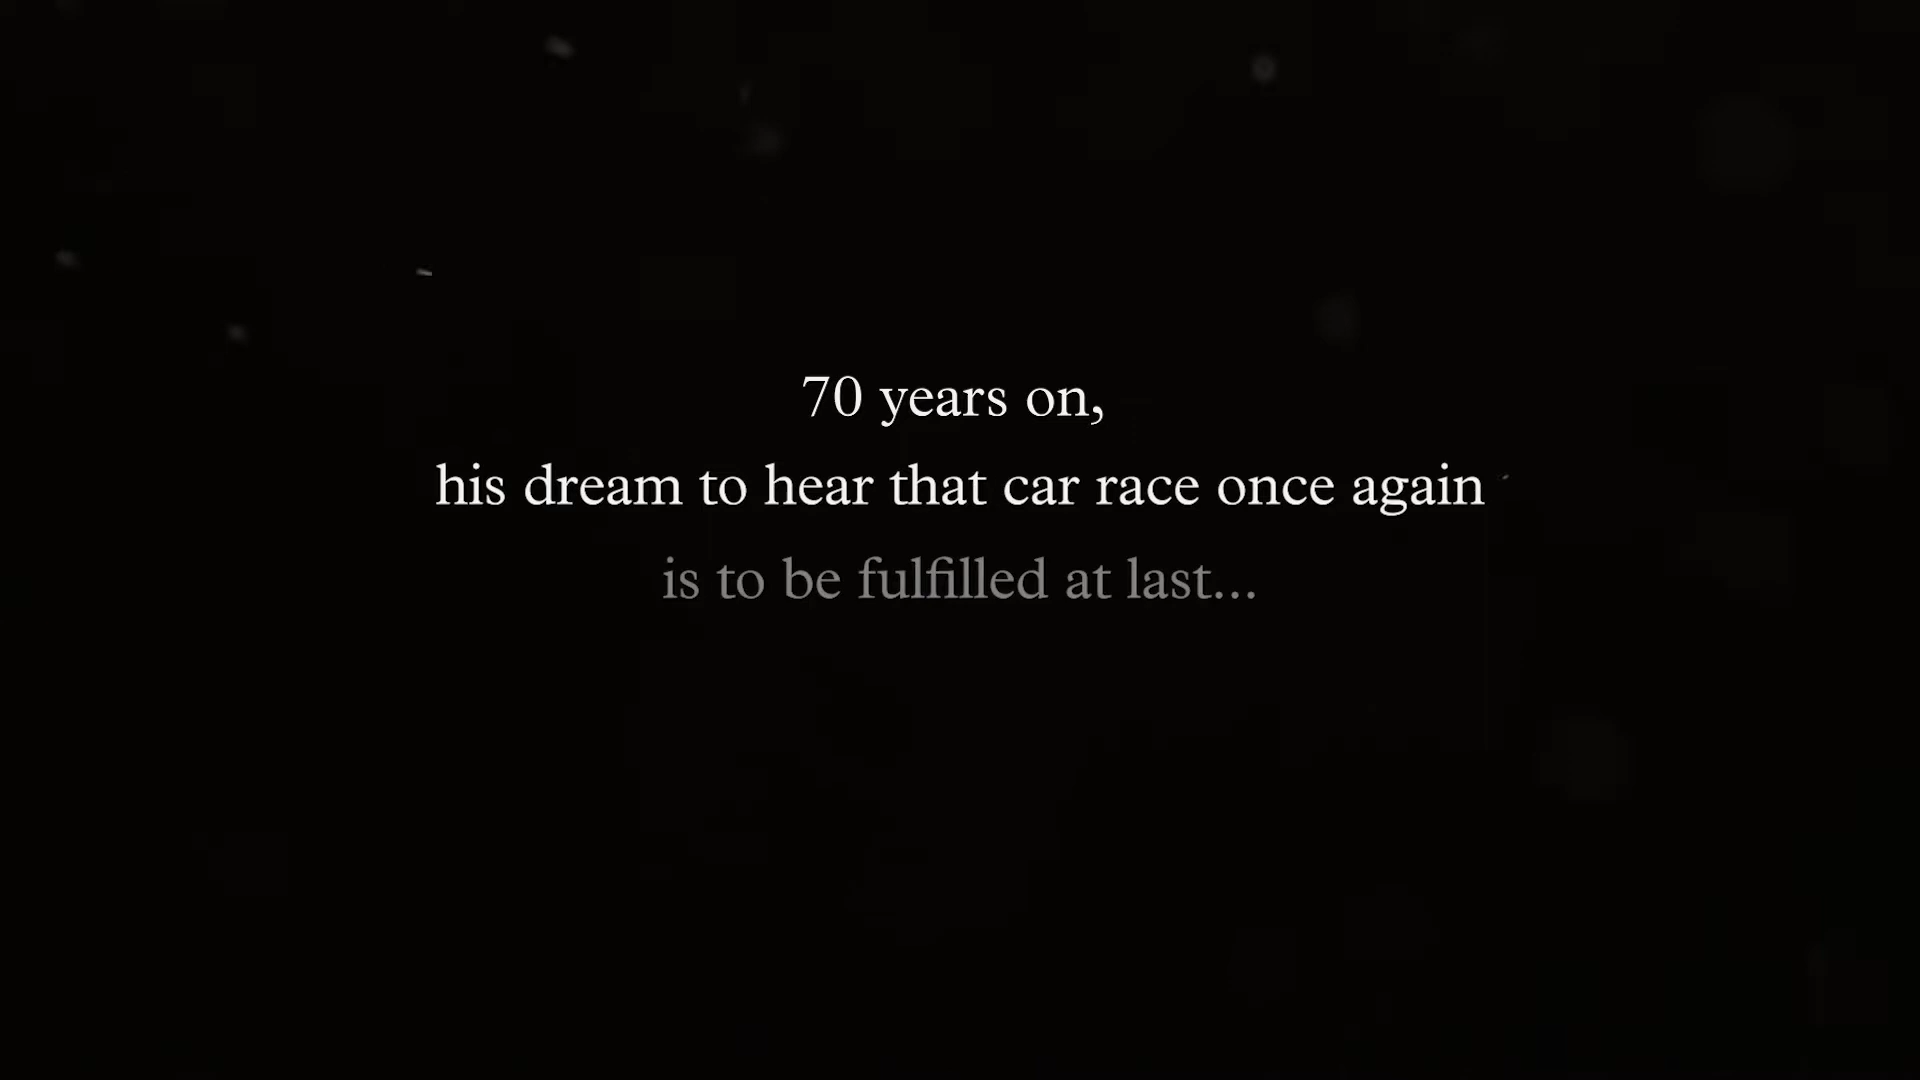 70 years on,
his dream to hear that car race once again
is to be fulfilled at last...